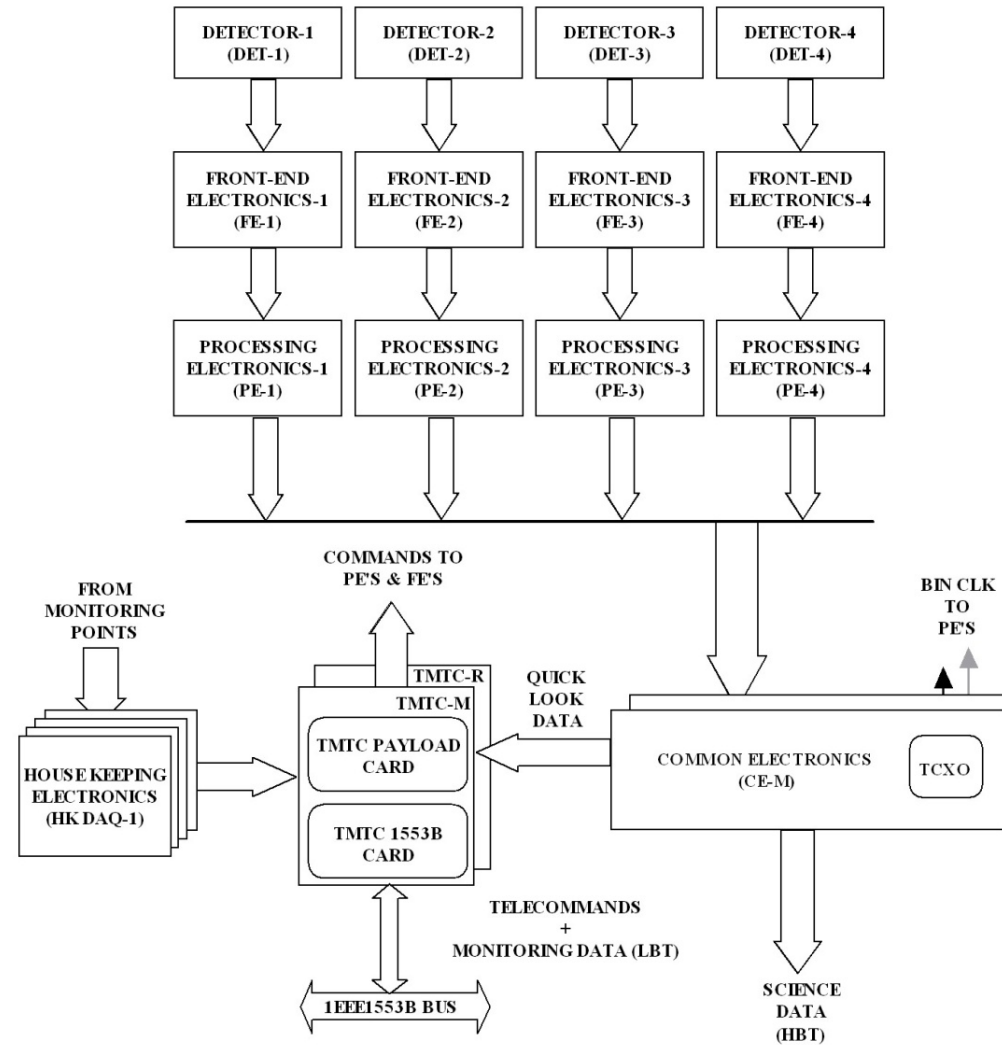 DETECTOR-1
(DET-1)
DETECTOR-2
(DET-2)
DETECTOR-3
(DET-3)
DETECTOR-4
(DET-4)
FRONT-END
ELECTRONICS-1
(FE-1)
FRONT-END
ELECTRONICS-2
(FE-2)
FRONT-END
ELECTRONICS-3
(FE-3)
FRONT-END
ELECTRONICS-4
(FE-4)
PROCESSING
ELECTRONICS-1
(PE-1)
PROCESSING
ELECTRONICS-2
(PE-2)
PROCESSING
ELECTRONICS-3
(PE-3)
PROCESSING
ELECTRONICS-4
(PE-4)
FROM
MONITORING
POINTS
COMMANDS TO
PE'S & FE'S
BIN CLK
TO
PE'S
HOUSE KEEPING
ELECTRONICS
(HK DAQ-1)
TMTC-R
TMTC-M
TMTC PAYLOAD
CARD
TMTC 1553B
CARD
QUICK
LOOK
DATA
COMMON ELECTRONICS
(CE-M)
TCXO
TELECOMMANDS
+
MONITORING DATA (LBT)
1EEE1553B BUS
SCIENCE
DATA
(HBT)